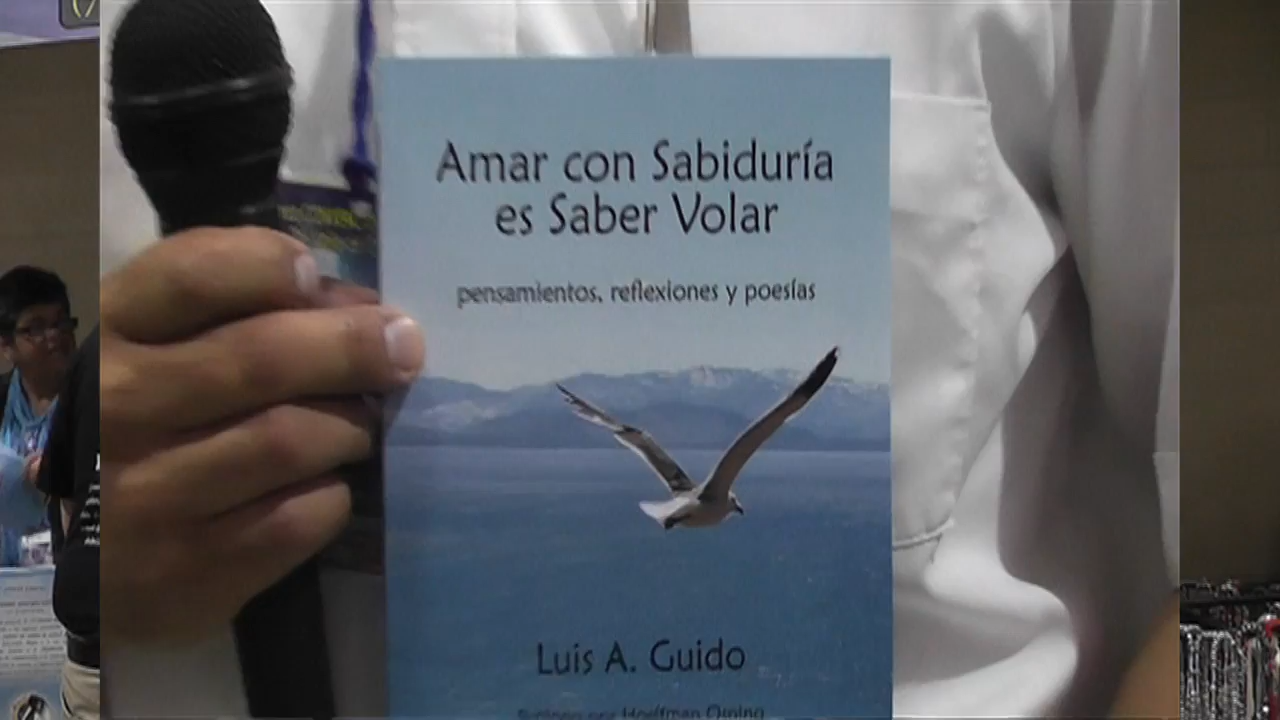 Amar con Sabiduría
es Saber Volar
pensamientos, reflexiones y poesías
Luis A. Guido